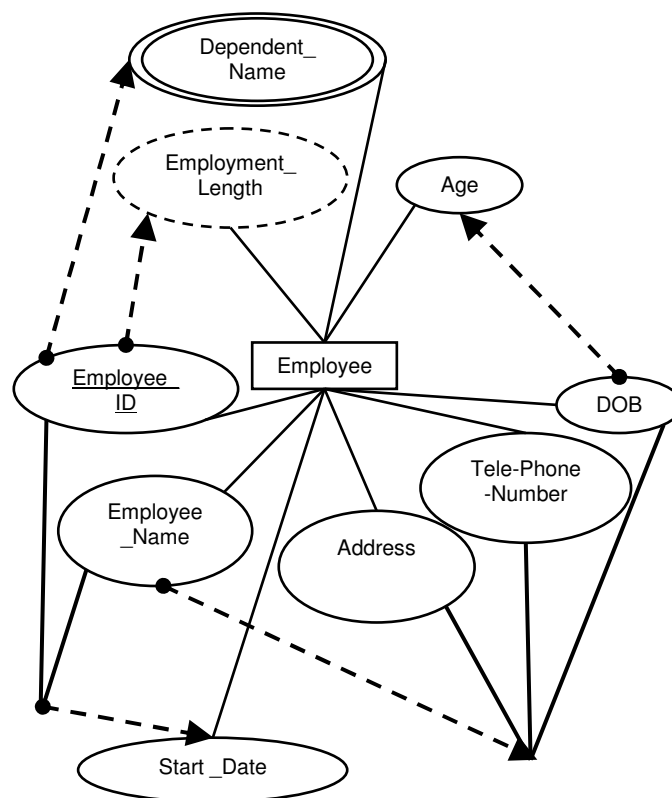 Dependent_
Name
Employment_
Length
Age
Employee
Employee_
ID
DOB
Tele-Phone
-Number
Employee
_Name
Address
Start _Date